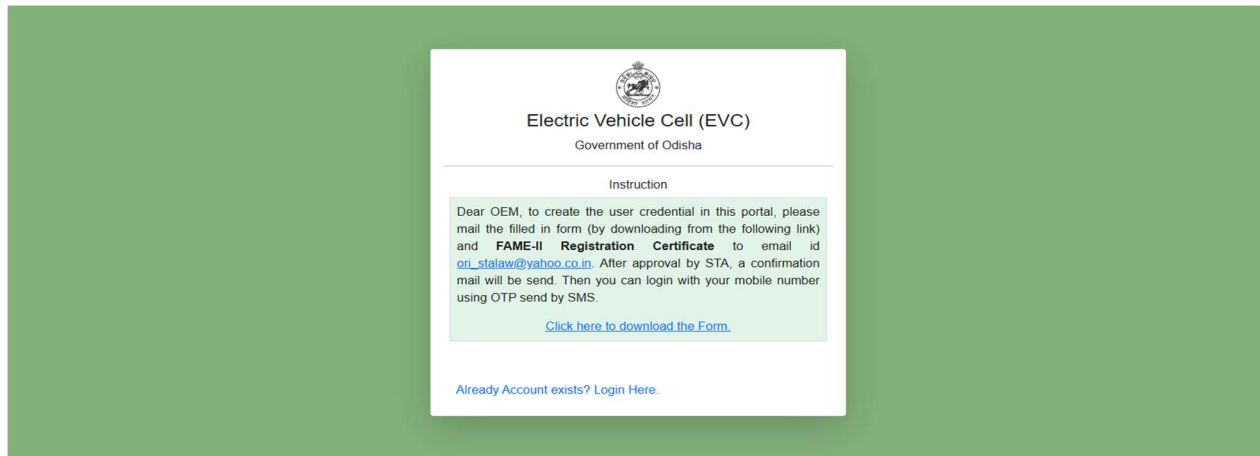 Electric Vehicle Cell (EVC)
Government of Odisha
Instruction
Dear OEM, to create the user credential in this portal, please
mail the filled in form (by downloading from the following link)
and FAME-II Registration Certificate to email id
ori_stalaw@yahoo.co.in. After approval by STA, a confirmation
mail will be send. Then you can login with your mobile number
using OTP send by SMS.
Click here to download the Form.
Already Account exists? Login Here.